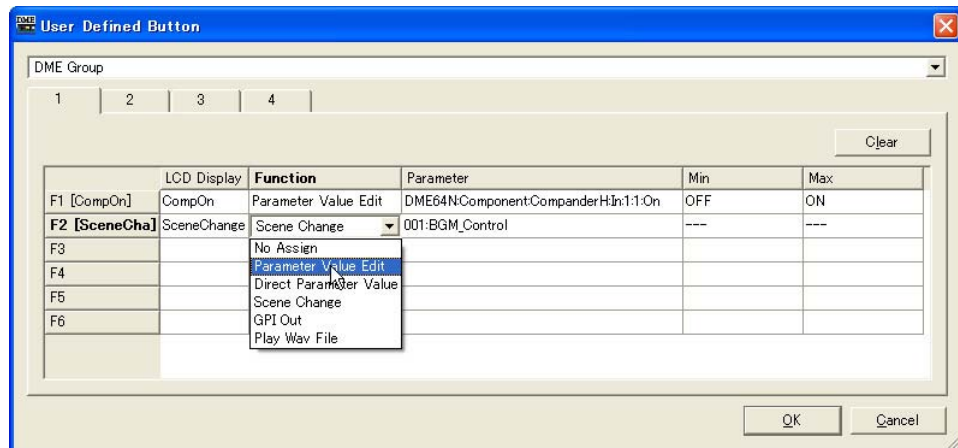 DME User Defined Button
DME Group
1 2 3 4
Clear
LCD Display Function Parameter Min Max
F1 [CompOn] CompOn Parameter Value Edit DME64N:Component:CompanderH:In:1:1:On OFF ON
F2 [SceneCha] SceneChange Scene Change 001:BGM_Control --- ---
F3 No Assign
F4 Parameter Value Edit
Direct Parameter Value
F5 Scene Change
F6 GPI Out
Play Wav File
OK Cancel